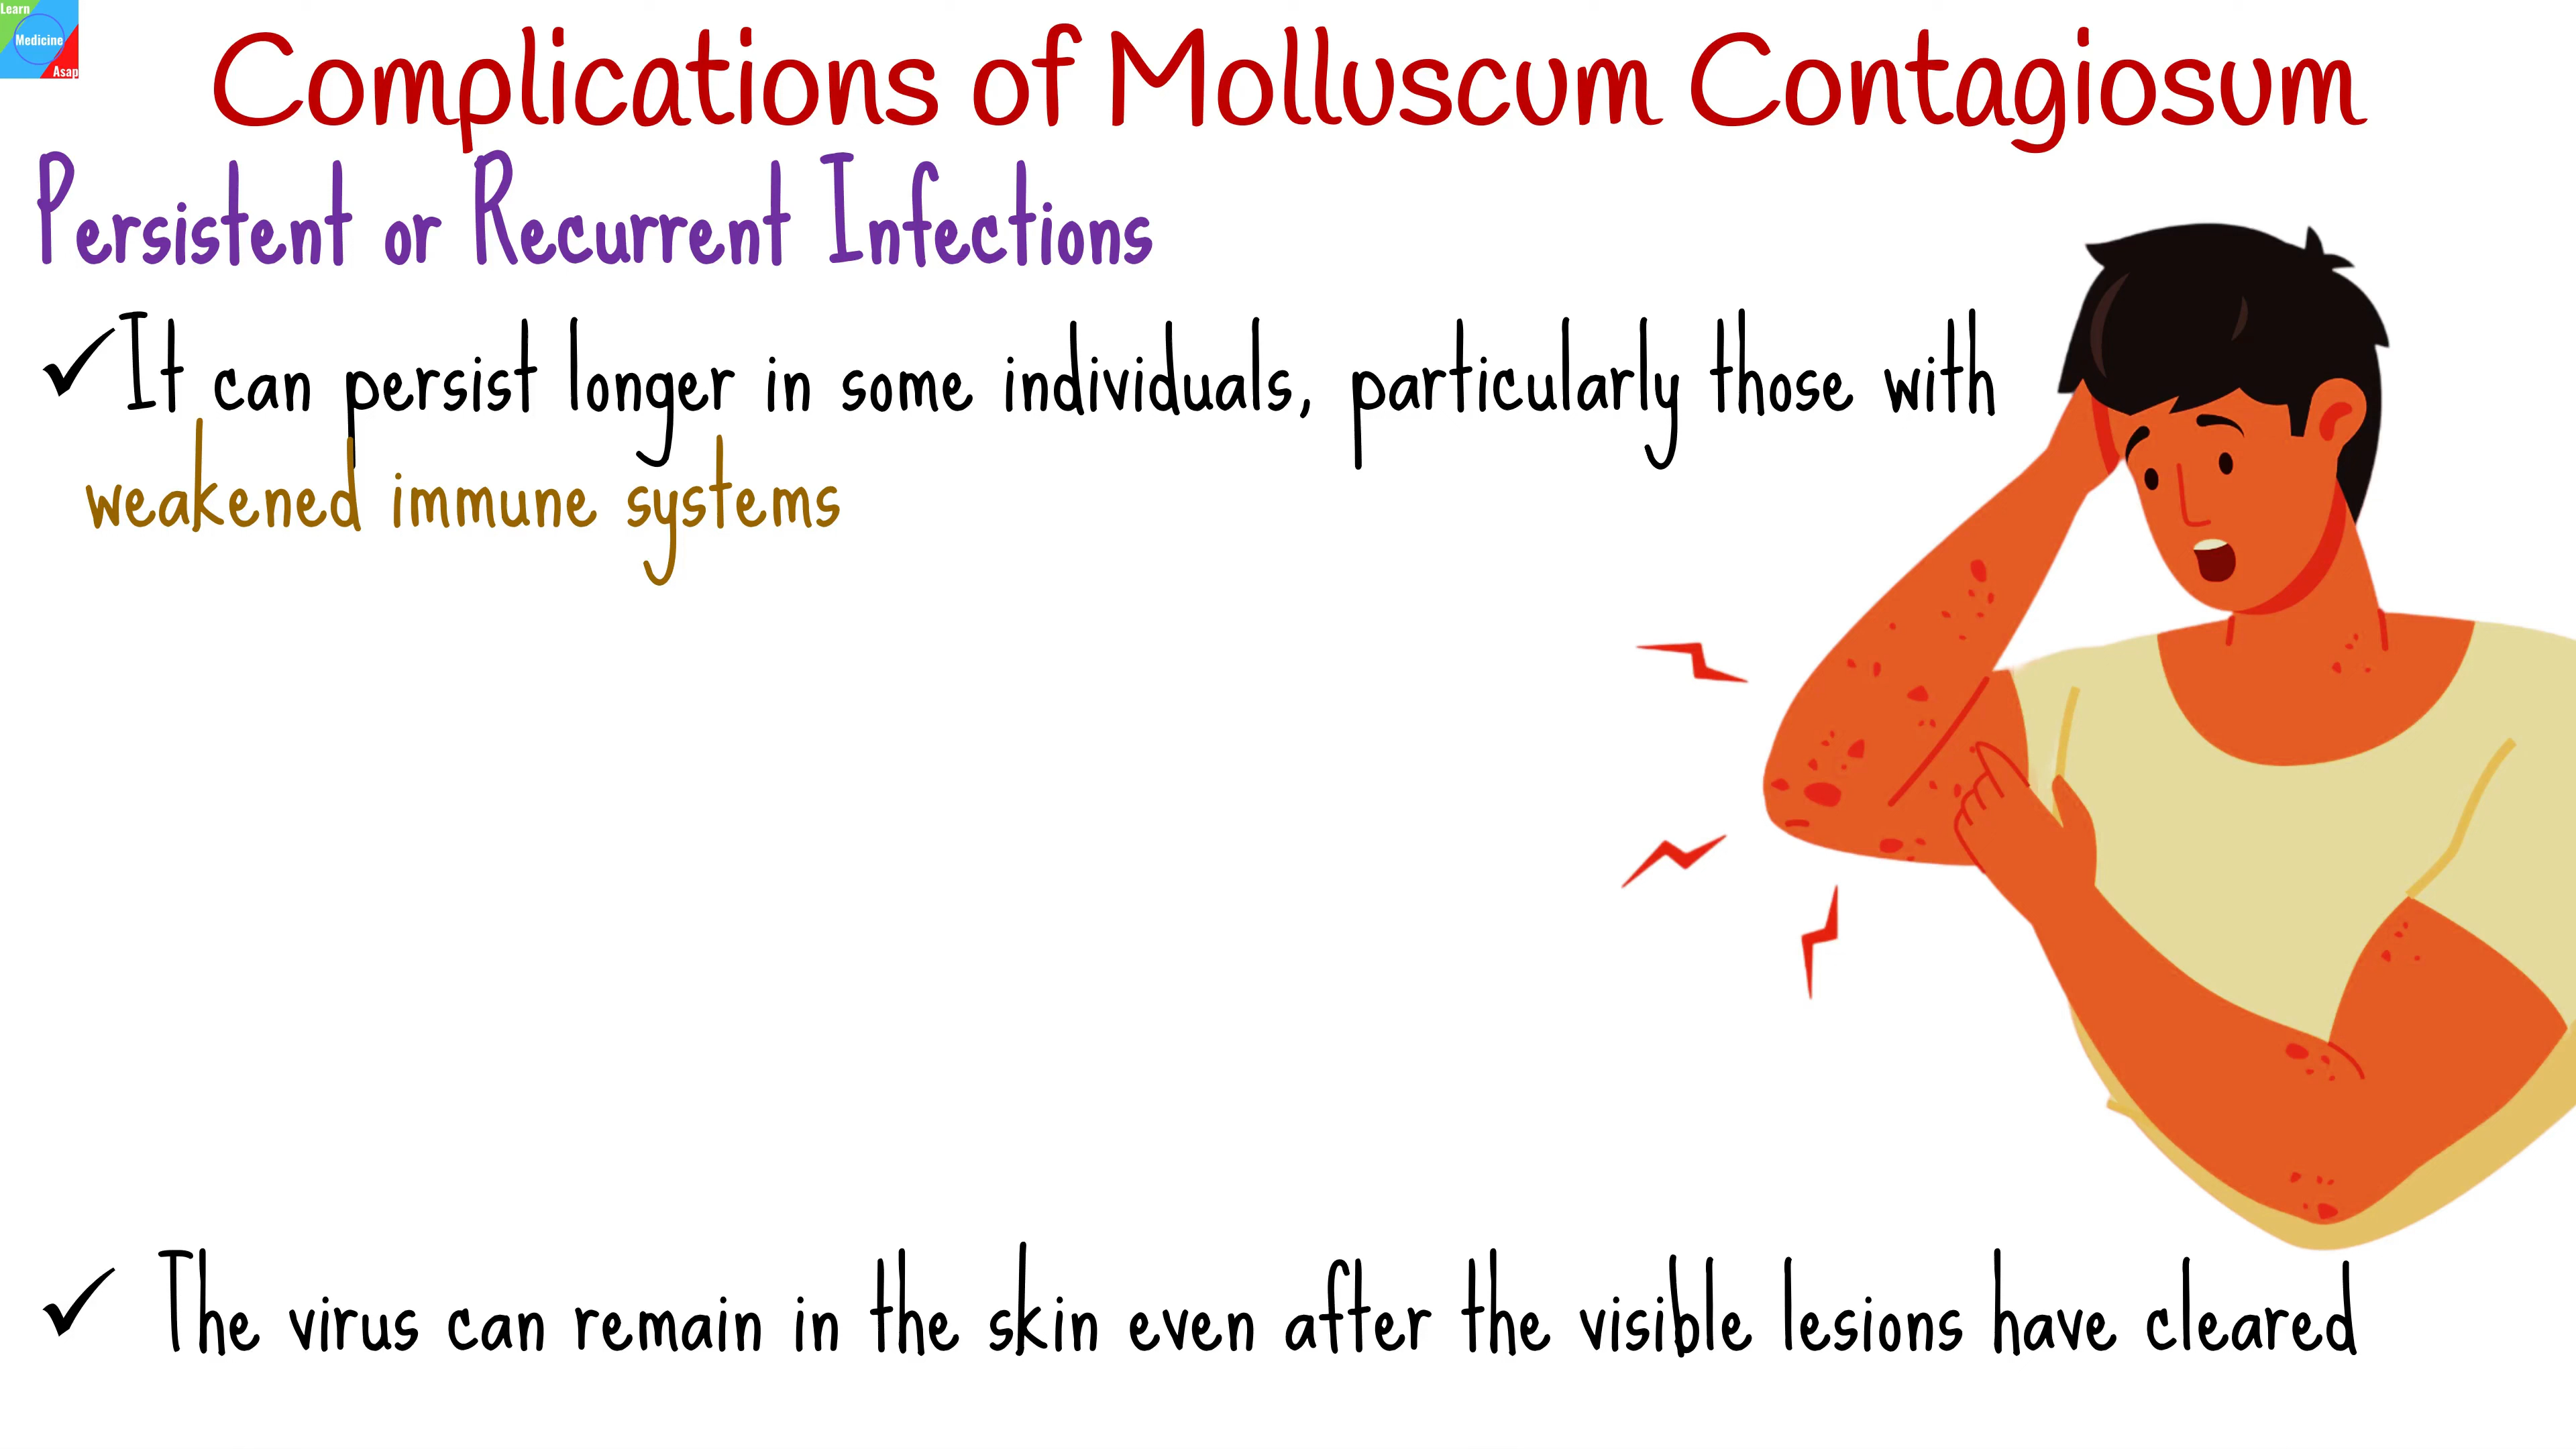 Learn
Medicine
Asap
Complications of Molluscum Contagiosum
Persistent or Recurrent Infections
✓It can persist longer in some individuals, particularly those with
weakened immune systems
✓ The virus can remain in the skin even after the visible lesions have cleared